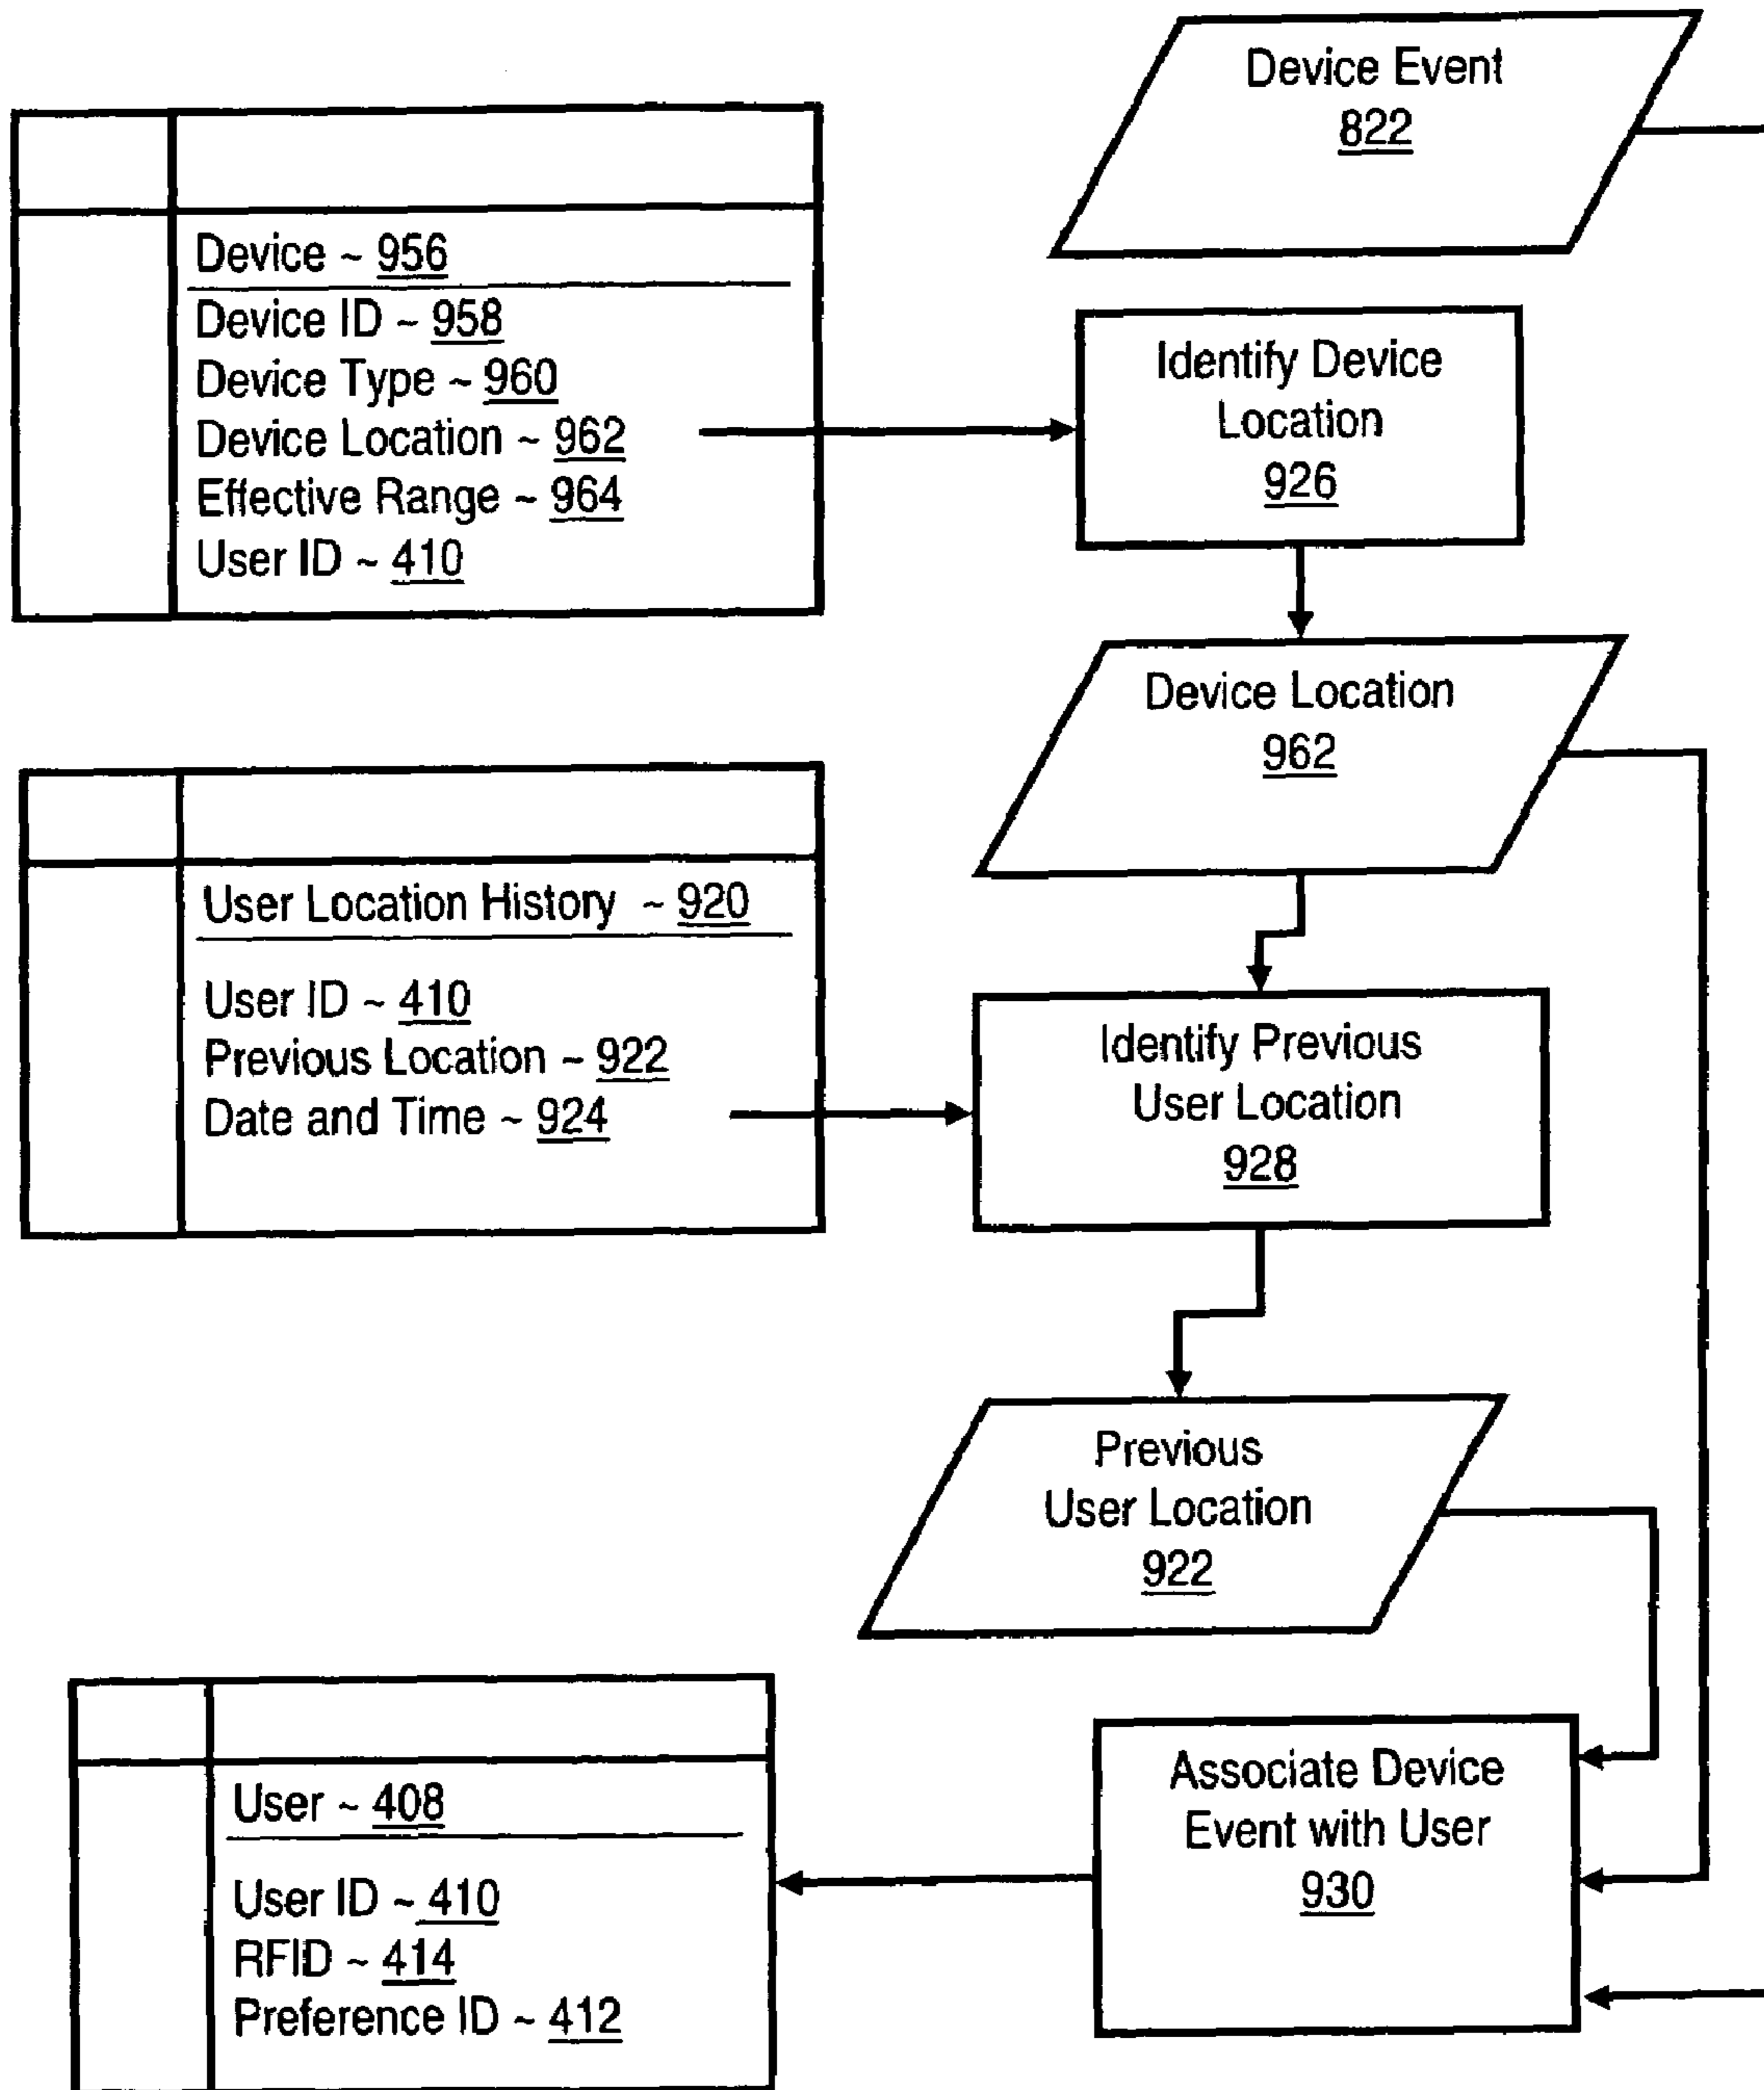 Device Event
822
Device ~ 956
Device ID ~ 958
Device Type ~ 960
Device Location ~ 962
Effective Range ~ 964
User ID ~ 410
Identify Device
Location
926
Device Location
962
User Location History ~ 920
User ID ~ 410
Previous Location ~ 922
Date and Time ~ 924
Identify Previous
User Location
928
Previous
User Location
922
User ~ 408
User ID ~ 410
RFID ~ 414
Preference ID ~ 412
Associate Device
Event with User
930